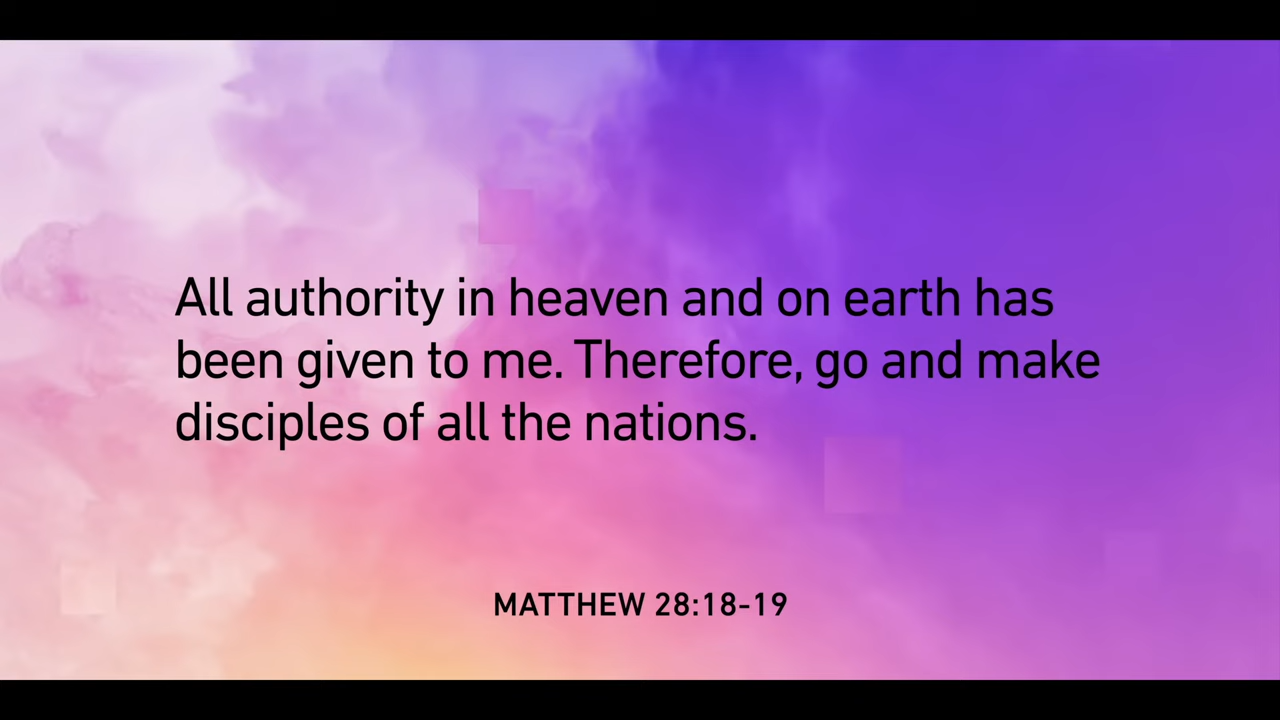 All authority in heaven and on earth has
been given to me. Therefore, go and make
disciples of all the nations.
MATTHEW 28:18-19